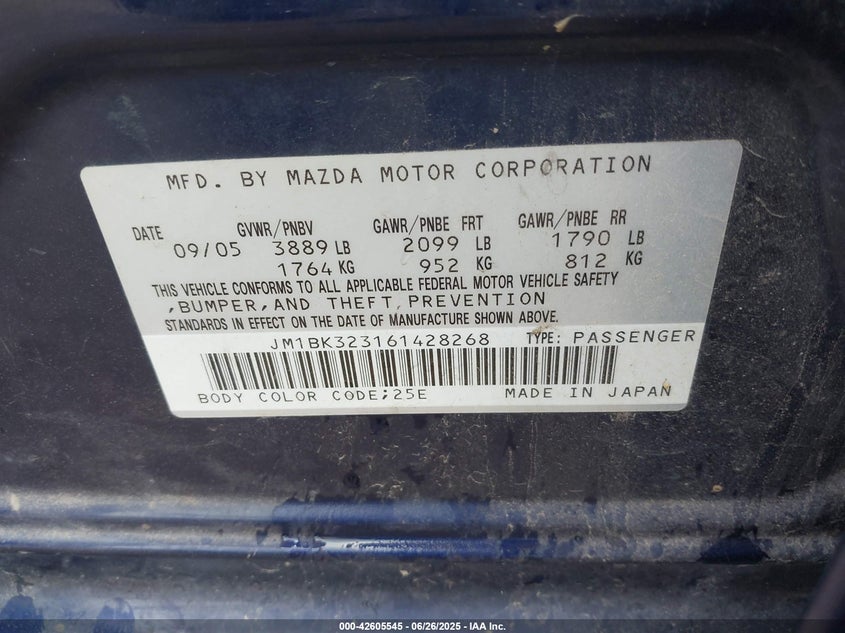 MFD. BY MAZDA MOTOR CORPORATION
DATE GVWR/PNBV GAWR/PNBE FRT GAWR/PNBE RR
09/05 3889 LB 2099 LB 1790 LB
1764 KG 952 KG 812 KG
THIS VEHICLE CONFORMS TO ALL APPLICABLE FEDERAL MOTOR VEHICLE SAFETY
,BUMPER,AND THEFT PREVENTION
STANDARDS IN EFFECT ON THE DATE OF MANUFACTURE SHOWN ABOVE.
JM1BK323161428268 TYPE: PASSENGER
BODY COLOR CODE;25E MADE IN JAPAN
000-42605545 - 06/26/2025 - IAA Inc.